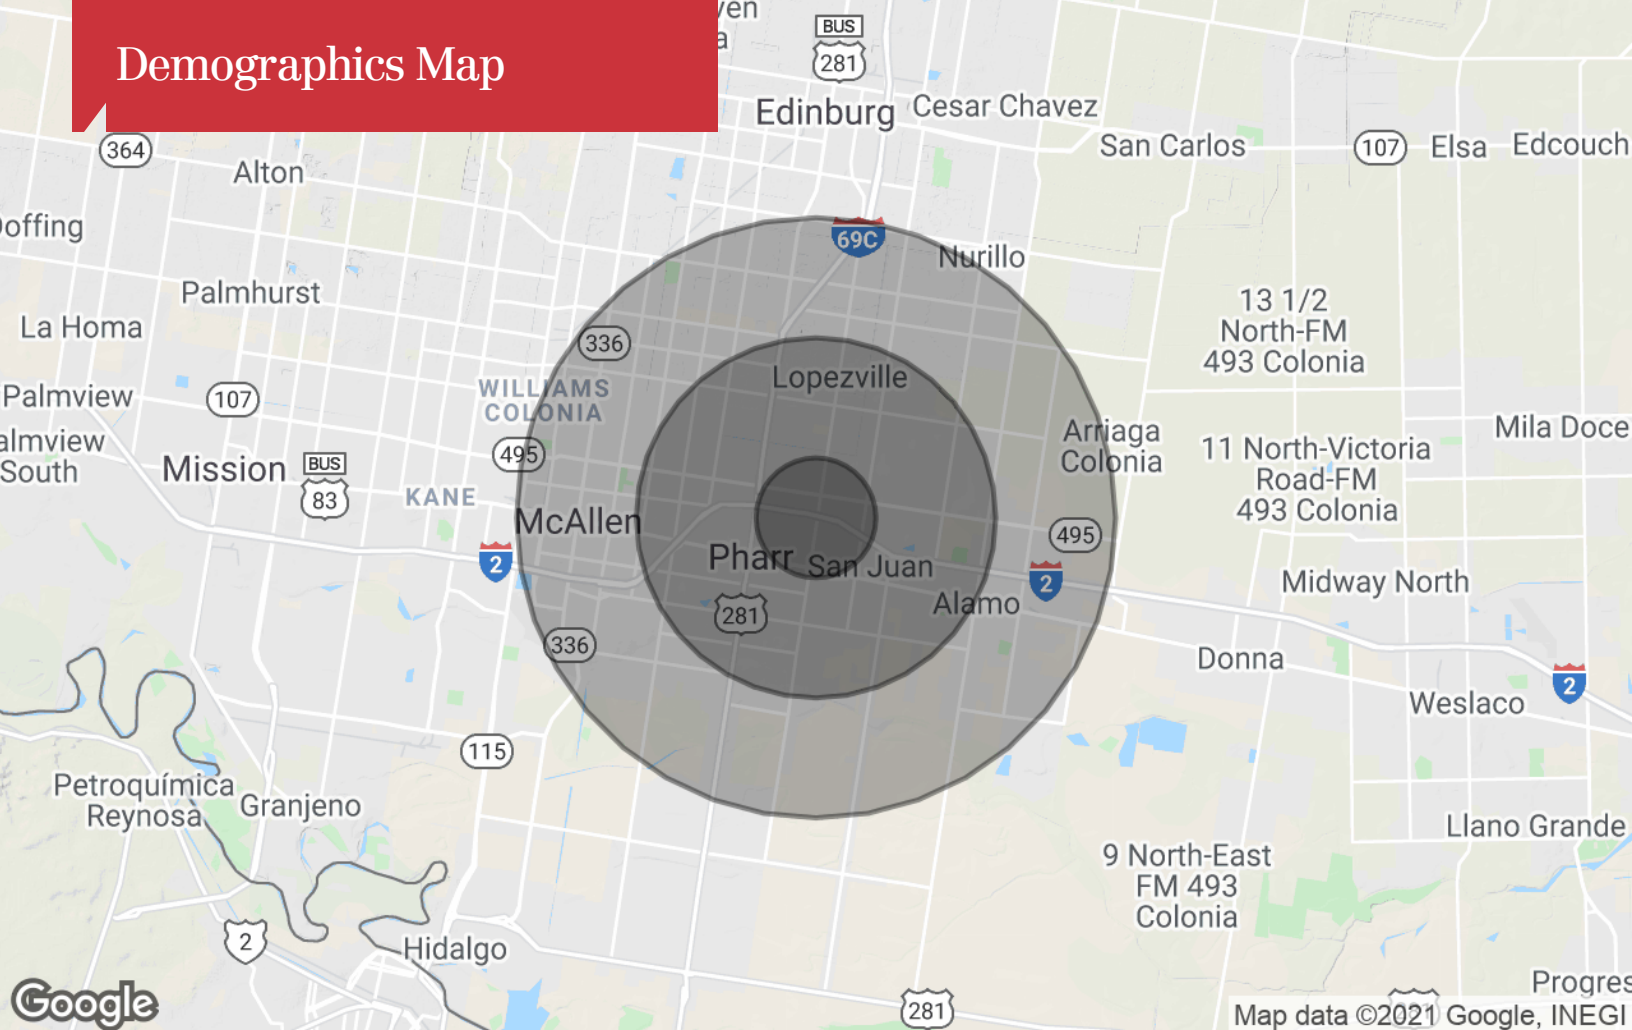 Demographics Map
BUS
281
Edinburg
Cesar Chavez
San Carlos
107
Elsa
Edcouch
364
Alton
69C
Nurillo
Palmhurst
La Homa
336
13 1/2
North-FM
493 Colonia
Palmview
107
WILLIAMS
COLONIA
Lopezville
495
Arriaga
Colonia
11 North-Victoria
Road-FM
493 Colonia
Mila Doce
South
Mission
BUS
83
KANE
McAllen
2
Pharr
San Juan
495
2
Alamo
281
336
Midway North
Donna
2
Weslaco
115
Petroquímica
Reynosa
Granjeno
Llano Grande
9 North-East
FM 493
Colonia
2
Hidalgo
Progres
Google
281
Map data ©2021 Google, INEGI